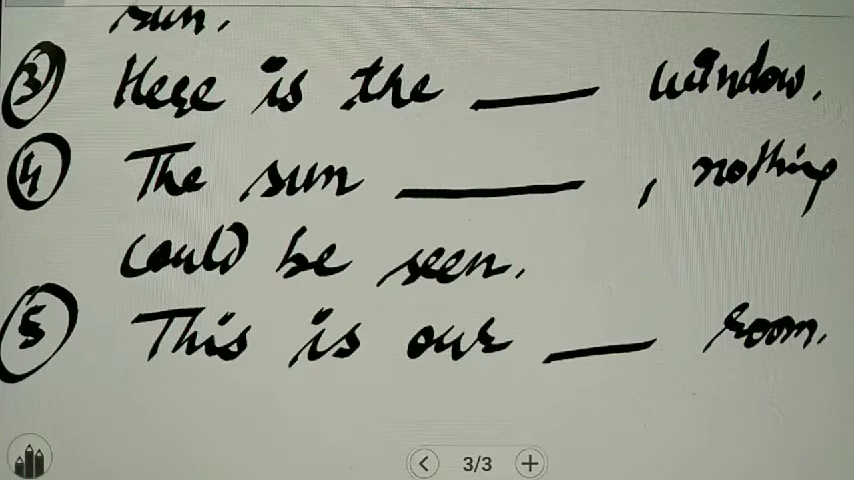 sun.
③ Here is the ___ window.
④ The sun ___, nothing
could be seen.
⑤ This is our ___ room.
3/3